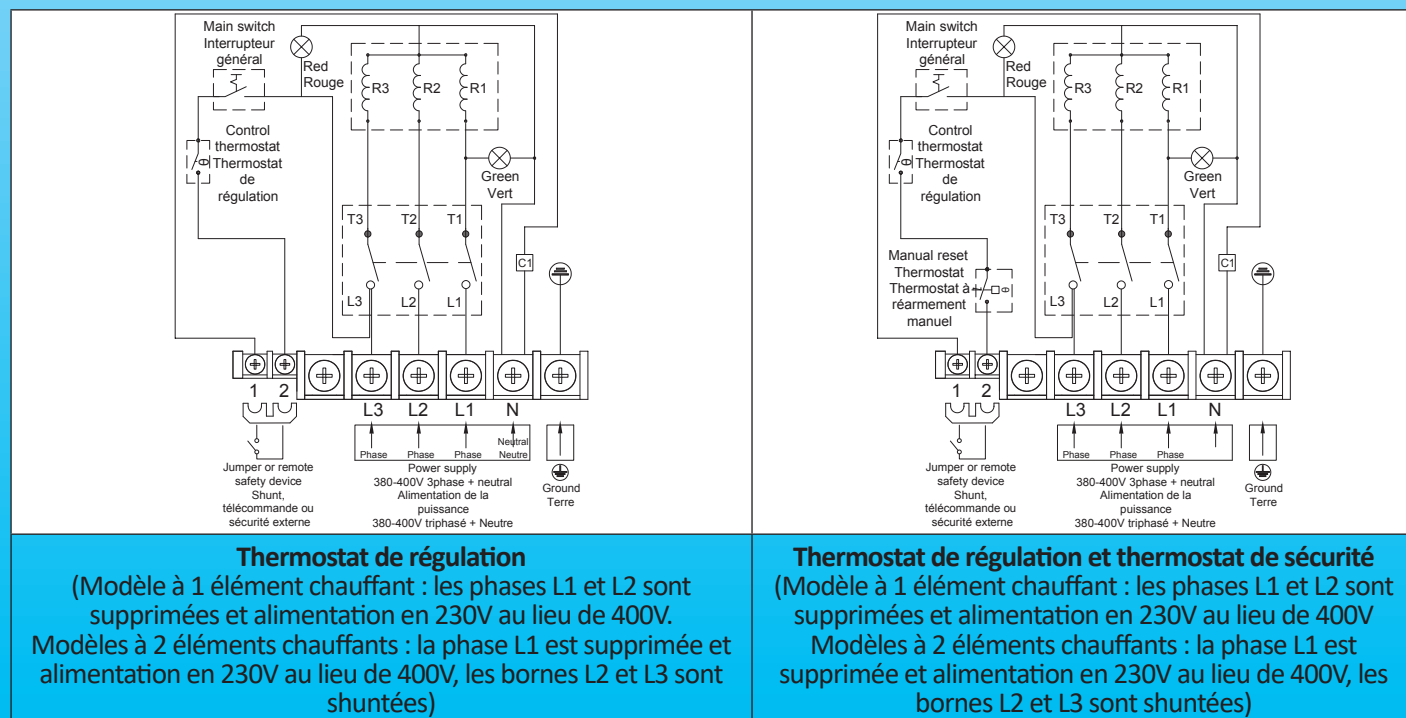 Main switch
Interrupteur
général
Red
Rouge
R3
R2
R1
Control
thermostat
Thermostat
de
régulation
θ
Green
Vert
T3
T2
T1
C1
L3
L2
L1
1
2
L3
L2
L1
N
Phase
Phase
Phase
Neutral
Neutre
Jumper or remote
safety device
Shunt,
télécommande ou
sécurité externe
Power supply
380-400V 3phase + neutral
Alimentation de la
puissance
380-400V triphasé + Neutre
Ground
Terre
Thermostat de régulation
(Modèle à 1 élément chauffant : les phases L1 et L2 sont
supprimées et alimentation en 230V au lieu de 400V.
Modèles à 2 éléments chauffants : la phase L1 est supprimée et
alimentation en 230V au lieu de 400V, les bornes L2 et L3 sont
shuntées)
Main switch
Interrupteur
général
Red
Rouge
R3
R2
R1
Control
thermostat
Thermostat
de
régulation
θ
Green
Vert
T3
T2
T1
Manual reset
Thermostat
Thermostat à
réarmement
manuel
θ
C1
L3
L2
L1
1
2
L3
L2
L1
N
Phase
Phase
Phase
Jumper or remote
safety device
Shunt,
télécommande ou
sécurité externe
Power supply
380-400V 3phase + neutral
Alimentation de la
puissance
380-400V triphasé + Neutre
Ground
Terre
Thermostat de régulation et thermostat de sécurité
(Modèle à 1 élément chauffant : les phases L1 et L2 sont
supprimées et alimentation en 230V au lieu de 400V
Modèles à 2 éléments chauffants : la phase L1 est
supprimée et alimentation en 230V au lieu de 400V, les
bornes L2 et L3 sont shuntées)